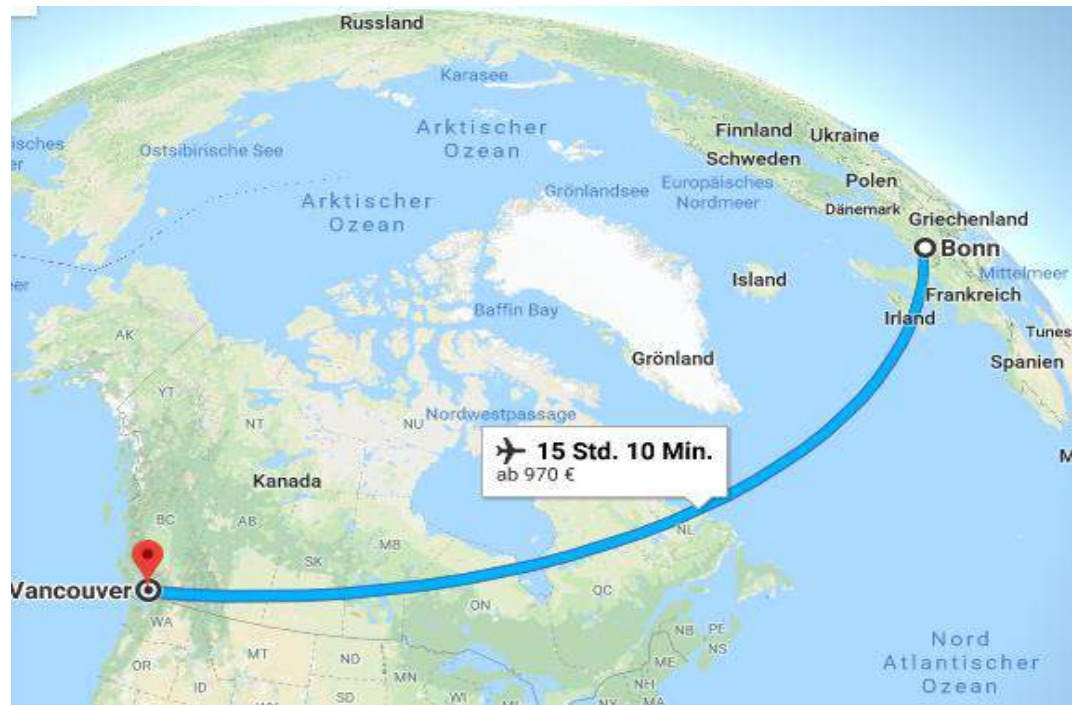 Russland
Karasee
Arktischer
Ozean
Ostsibirische See
Finnland
Ukraine
Schweden
Polen
Europäisches
Nordmeer
Grönlandsee
Dänemark
Griechenland
Arktischer
Ozean
Bonn
Mittelmeer
Island
Frankreich
Irland
Baffin Bay
AK
Grönland
Spanien
YT
NT
NU
Nordwestpassage
15 Std. 10 Min.
ab 970 €
Kanada
BC
AB
SK
MB
NL
Vancouver
ON
QC
WA
NB
PE
NS
Nord
Atlantischer
Ozean
OR
MT
ND
MN
ME
ID
SD
WI
NH
MA